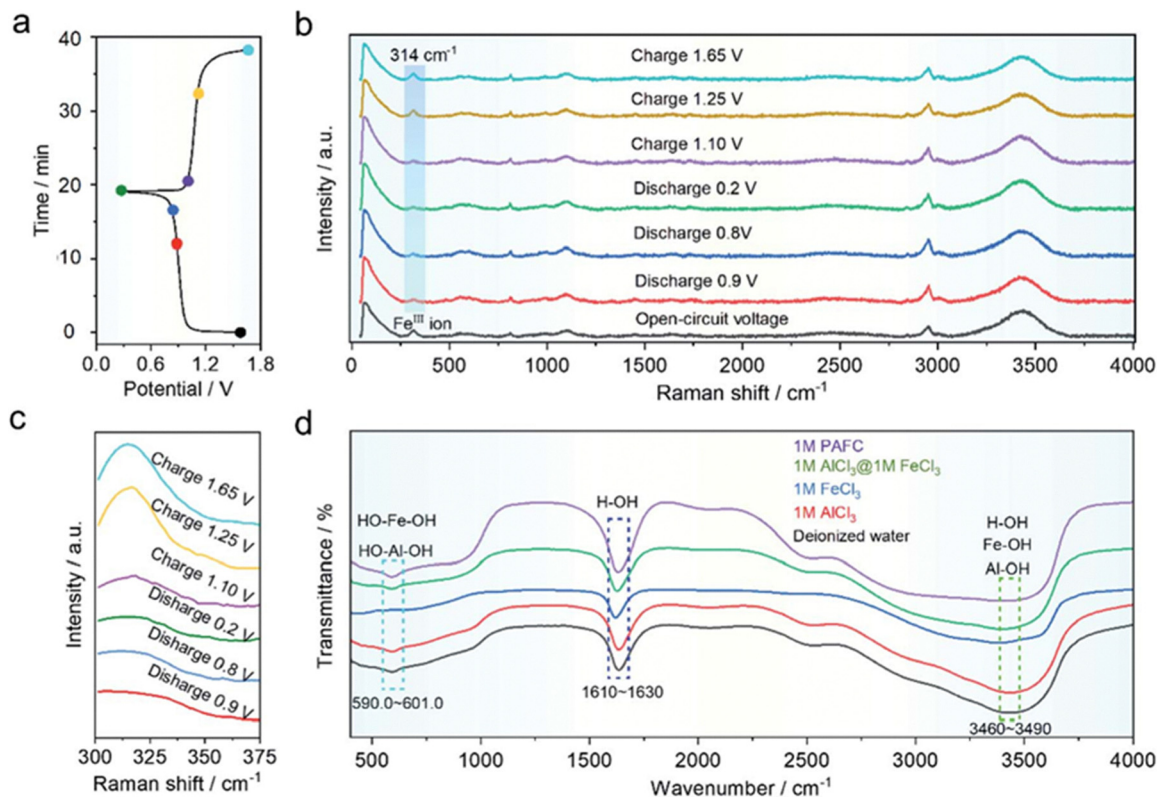 a
40
30
20
10
0
Time / min
0.0 0.6 1.2 1.8
Potential / V
b
314 cm⁻¹
Charge 1.65 V
Charge 1.25 V
Charge 1.10 V
Discharge 0.2 V
Discharge 0.8V
Discharge 0.9 V
Feᴵᴵᴵ ion
Open-circuit voltage
Intensity / a.u.
0 500 1000 1500 2000 2500 3000 3500 4000
Raman shift / cm⁻¹
c
Charge 1.65 V
Charge 1.25 V
Charge 1.10 V
Disharge 0.2 V
Disharge 0.8 V
Disharge 0.9 V
Intensity / a.u.
300 325 350 375
Raman shift / cm⁻¹
d
1M PAFC
1M AlCl₃@1M FeCl₃
1M FeCl₃
1M AlCl₃
Deionized water
HO-Fe-OH
HO-Al-OH
H-OH
H-OH
Fe-OH
Al-OH
590.0~601.0
1610~1630
3460~3490
Transmittance / %
500 1000 1500 2000 2500 3000 3500 4000
Wavenumber / cm⁻¹